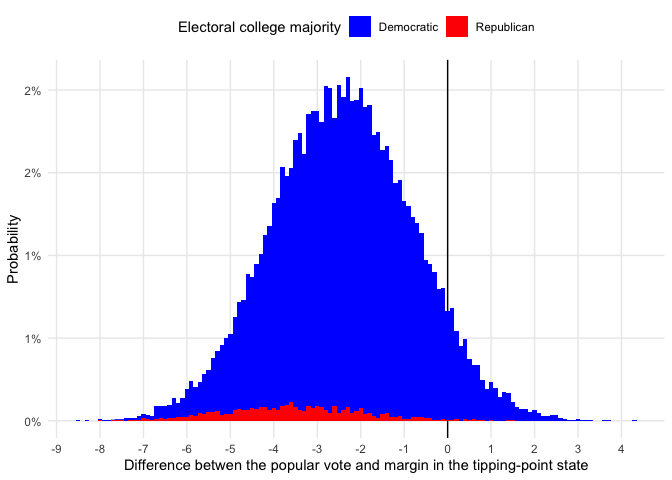 Electoral college majority Democratic Republican
2%
2%
1%
1%
0%
Probability
-9 -8 -7 -6 -5 -4 -3 -2 -1 0 1 2 3 4
Difference betwen the popular vote and margin in the tipping-point state